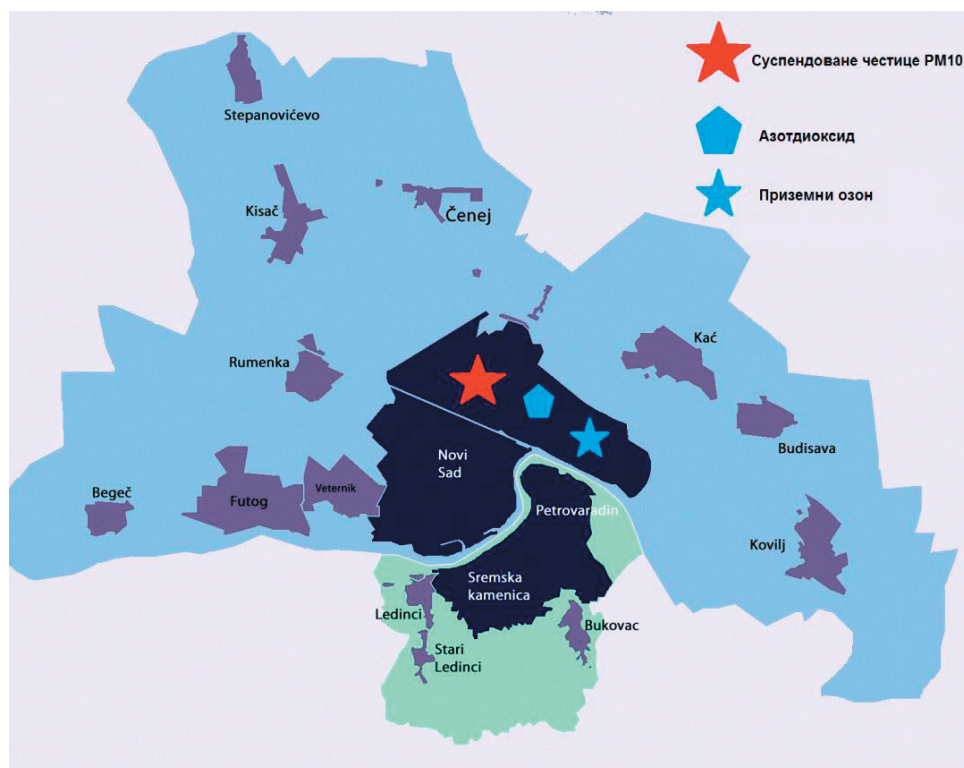 Суспендоване честице PM10
Stepanovićevo
Азотдиоксид
Kisač
Čenej
Приземни озон
Rumenka
Kać
Novi
Sad
Budisava
Begeč
Futog
Veternik
Petrovaradin
Kovilj
Sremska
kamenica
Ledinci
Bukovac
Stari
Ledinci